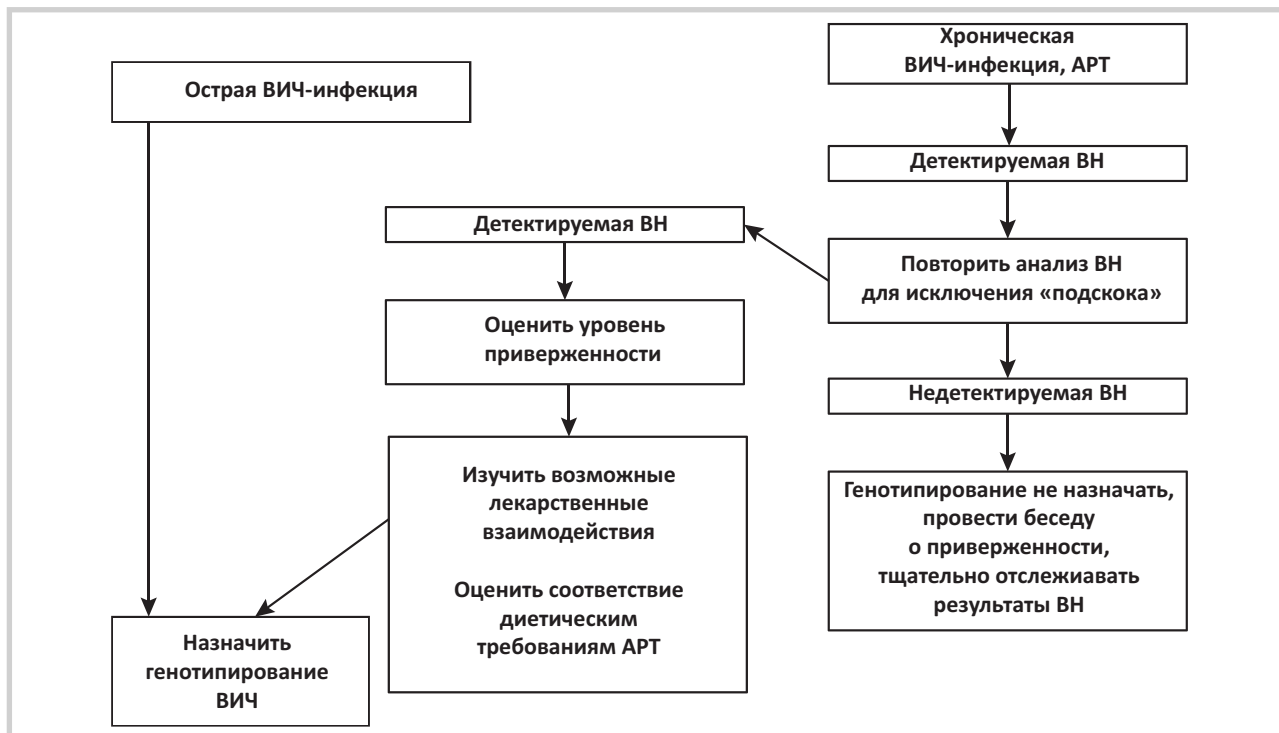 Острая ВИЧ-инфекция
Хроническая
ВИЧ-инфекция, АРТ
Детектируемая ВН
Повторить анализ ВН
для исключения «подскока»
Детектируемая ВН
Оценить уровень
приверженности
Изучить возможные
лекарственные
взаимодействия
Оценить соответствие
диетическим
требованиям АРТ
Назначить
генотипирование
ВИЧ
Недетектируемая ВН
Генотипирование не назначать,
провести беседу
о приверженности,
тщательно отслежиавать
результаты ВН